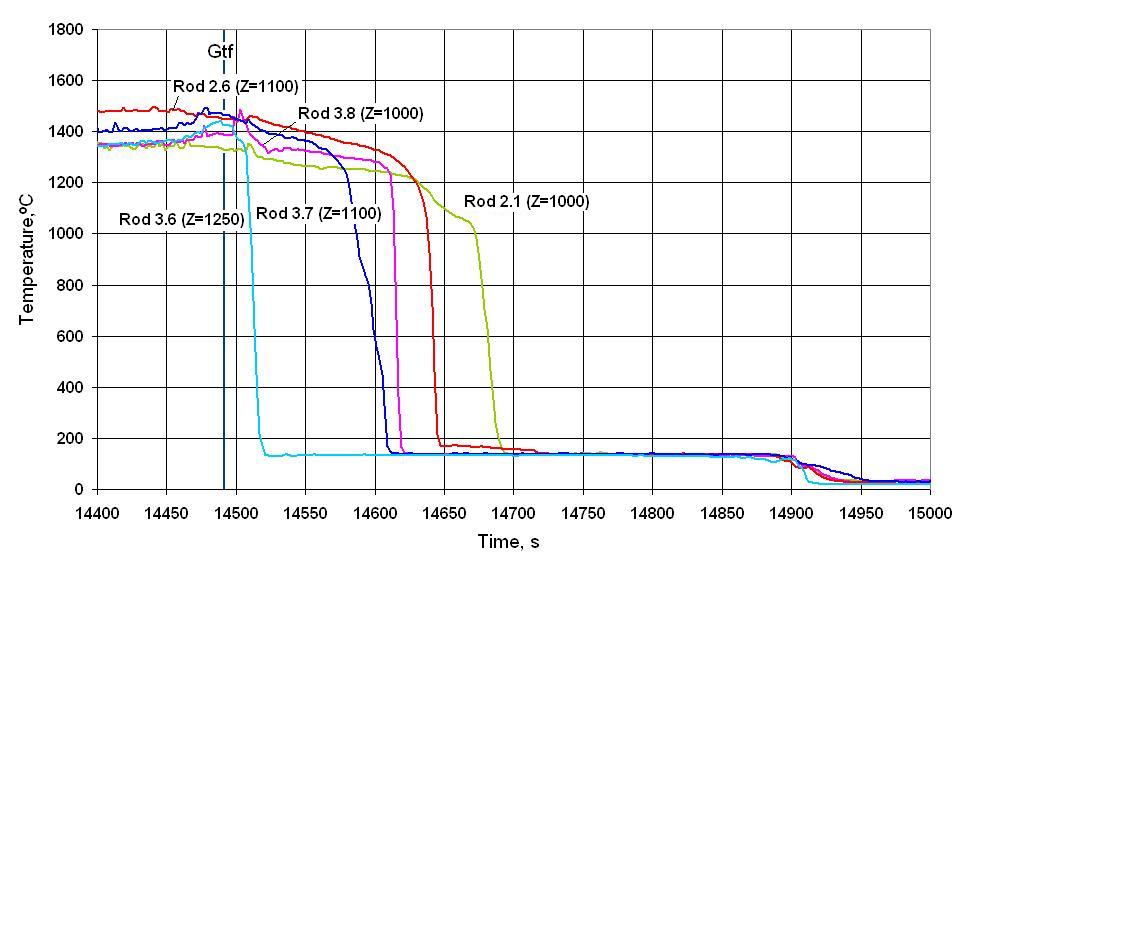 1800
1600
1400
1200
1000
800
600
400
200
0
Temperature,ºC
Gtf
Rod 2.6 (Z=1100)
Rod 3.8 (Z=1000)
Rod 2.1 (Z=1000)
Rod 3.6 (Z=1250)
Rod 3.7 (Z=1100)
14400 14450 14500 14550 14600 14650 14700 14750 14800 14850 14900 14950 15000
Time, s